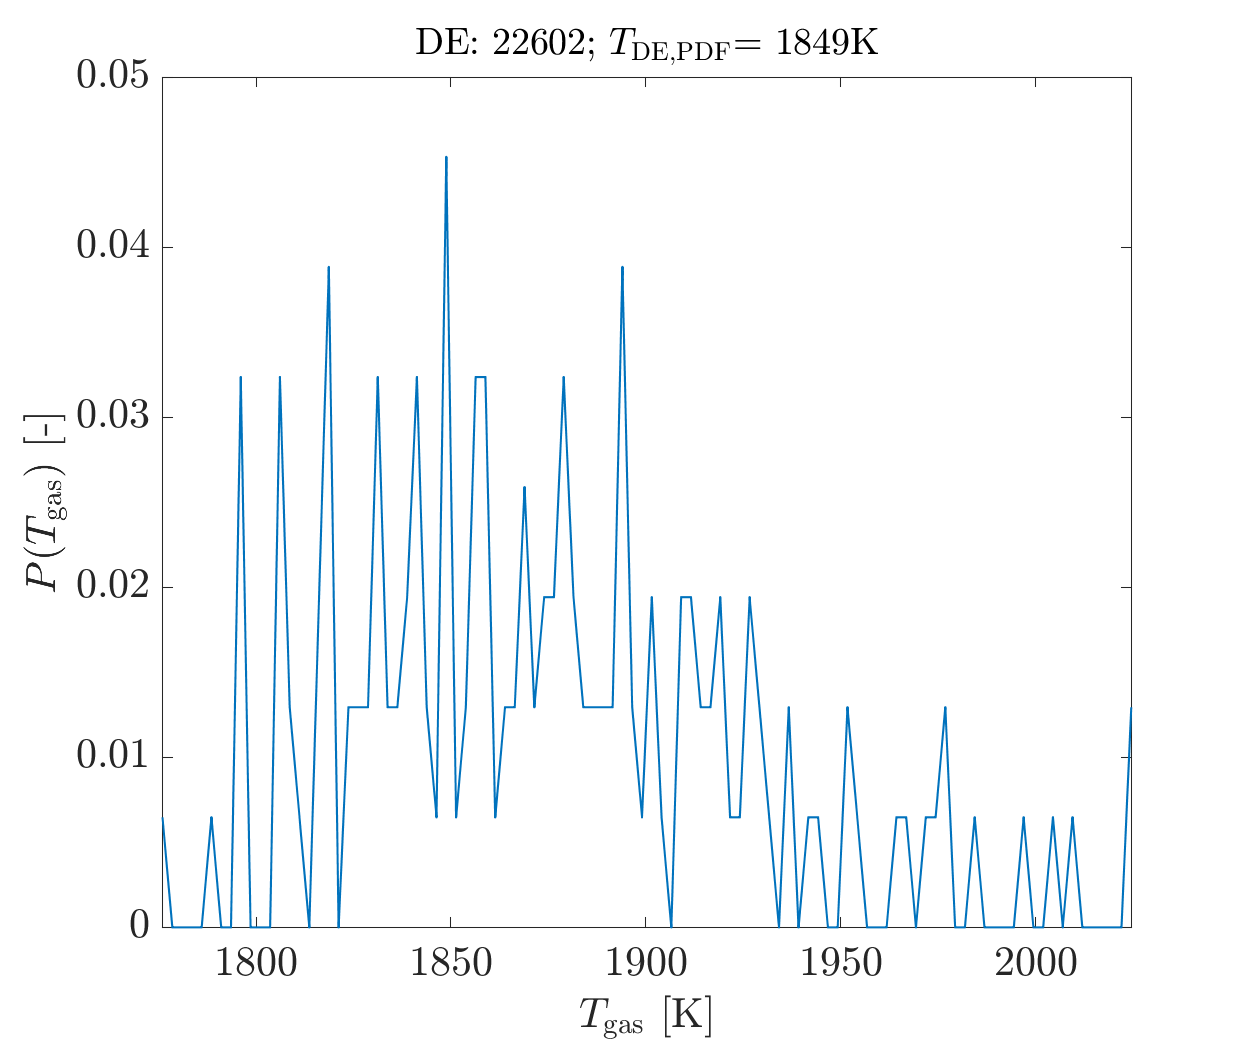 DE: 22602; T_DE,PDF= 1849K
0.05
0.04
0.03
0.02
0.01
0
P(T_gas) [-]
1800 1850 1900 1950 2000
T_gas [K]